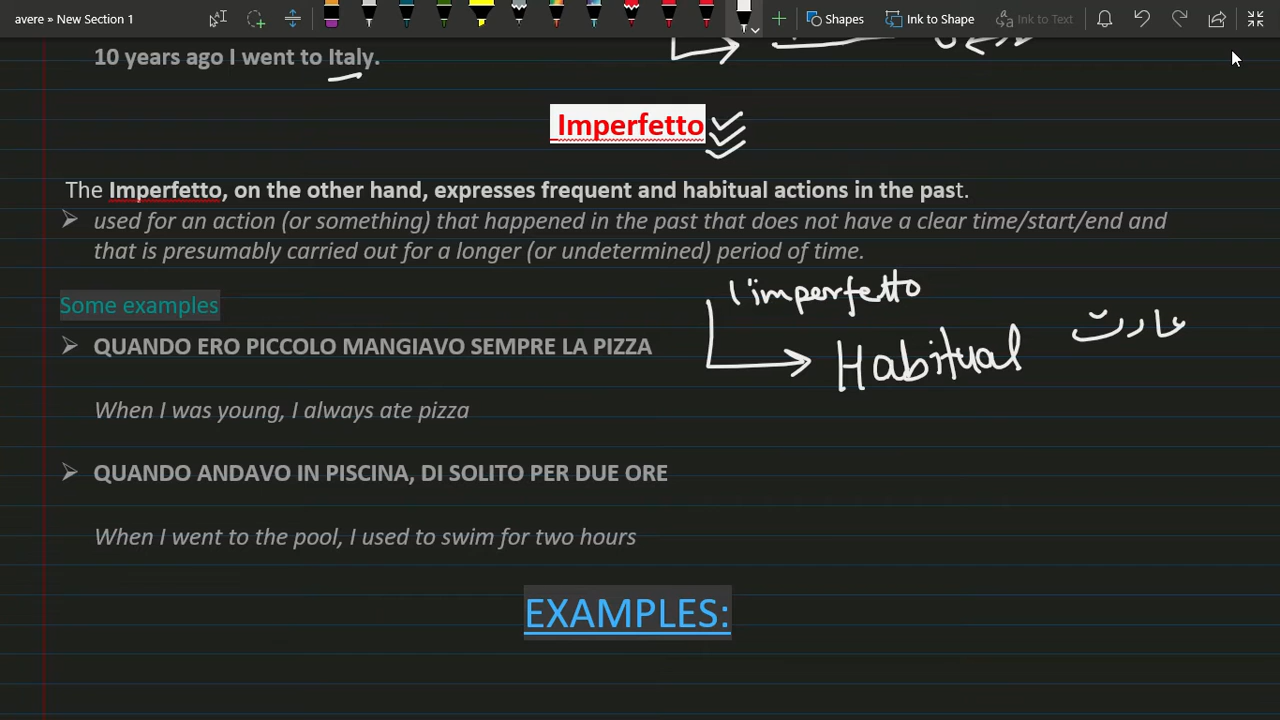 avere » New Section 1
Shapes
Ink to Shape
Ink to Text
10 years ago I went to Italy.
Imperfetto
The Imperfetto, on the other hand, expresses frequent and habitual actions in the past.
used for an action (or something) that happened in the past that does not have a clear time/start/end and
that is presumably carried out for a longer (or undetermined) period of time.
l'imperfetto
Some examples
Habitual عادت
QUANDO ERO PICCOLO MANGIAVO SEMPRE LA PIZZA
When I was young, I always ate pizza
QUANDO ANDAVO IN PISCINA, DI SOLITO PER DUE ORE
When I went to the pool, I used to swim for two hours
EXAMPLES: